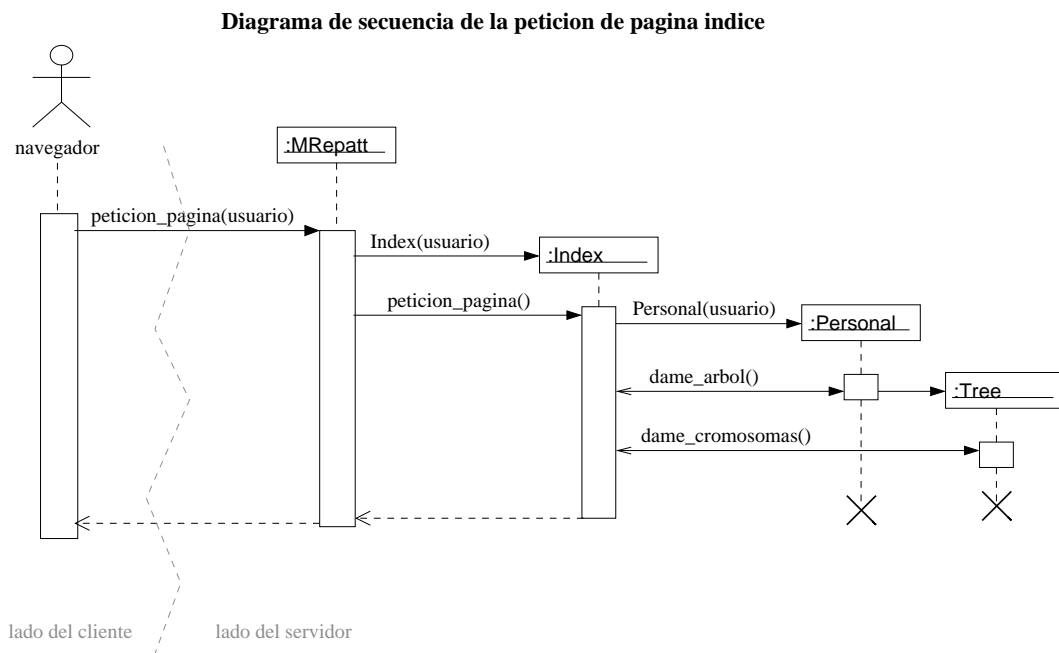 Diagrama de secuencia de la peticion de pagina indice
navegador
:MRepatt
peticion_pagina(usuario)
Index(usuario)
:Index
peticion_pagina()
Personal(usuario)
:Personal
dame_arbol()
:Tree
dame_cromosomas()
lado del cliente
lado del servidor